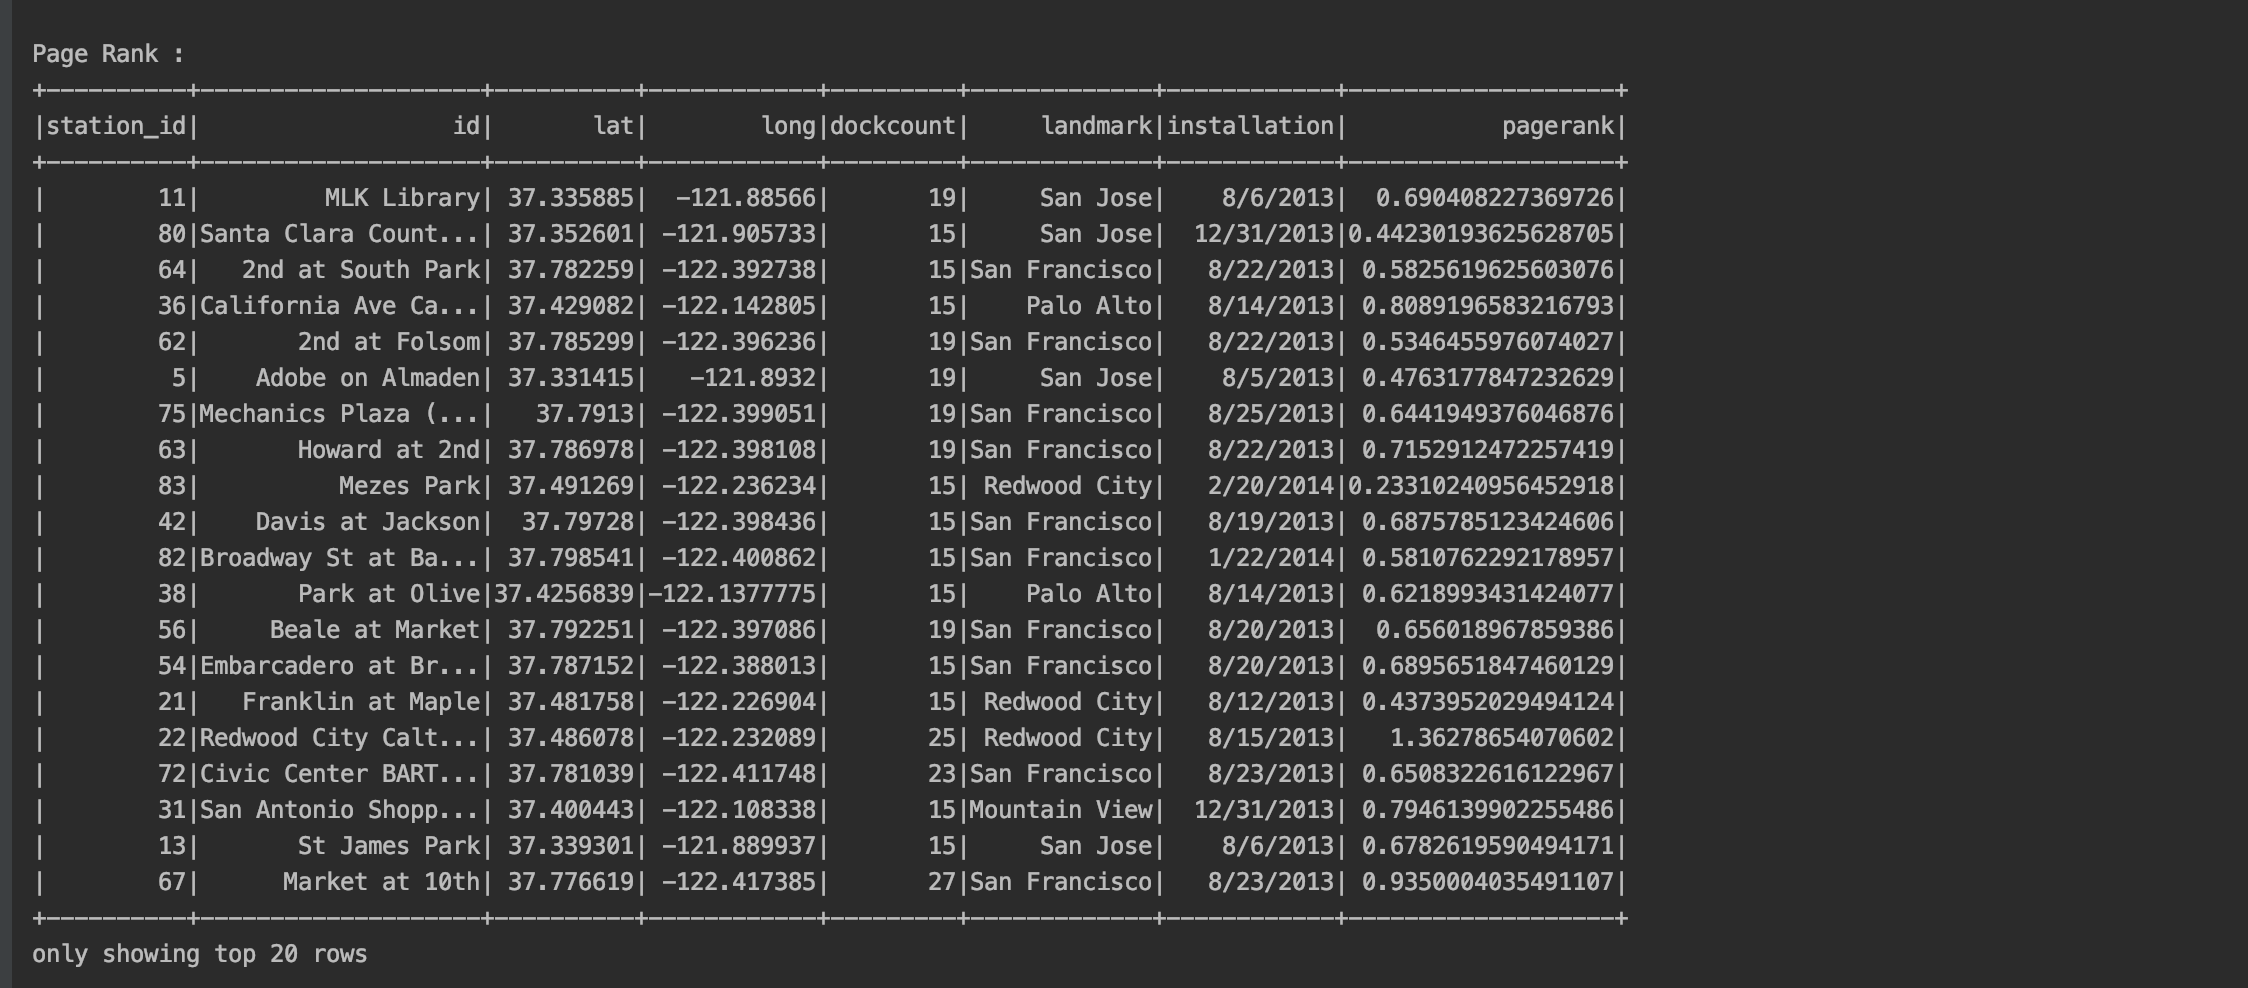 Page Rank :
+----------+--------------------+----------+------------+---------+-------------+------------+-------------------+
|station_id|                  id|       lat|        long|dockcount|     landmark|installation|           pagerank|
+----------+--------------------+----------+------------+---------+-------------+------------+-------------------+
|        11|         MLK Library| 37.335885|  -121.88566|       19|     San Jose|    8/6/2013|  0.690408227369726|
|        80|Santa Clara Count...| 37.352601| -121.905733|       15|     San Jose|  12/31/2013|0.44230193625628705|
|        64|   2nd at South Park| 37.782259| -122.392738|       15|San Francisco|   8/22/2013| 0.5825619625603076|
|        36|California Ave Ca...| 37.429082| -122.142805|       15|    Palo Alto|   8/14/2013| 0.8089196583216793|
|        62|       2nd at Folsom| 37.785299| -122.396236|       19|San Francisco|   8/22/2013| 0.5346455976074027|
|         5|    Adobe on Almaden| 37.331415|   -121.8932|       19|     San Jose|    8/5/2013| 0.4763177847232629|
|        75|Mechanics Plaza (...|   37.7913| -122.399051|       19|San Francisco|   8/25/2013| 0.6441949376046876|
|        63|       Howard at 2nd| 37.786978| -122.398108|       19|San Francisco|   8/22/2013| 0.7152912472257419|
|        83|          Mezes Park| 37.491269| -122.236234|       15| Redwood City|   2/20/2014|0.23310240956452918|
|        42|    Davis at Jackson|  37.79728| -122.398436|       15|San Francisco|   8/19/2013| 0.6875785123424606|
|        82|Broadway St at Ba...| 37.798541| -122.400862|       15|San Francisco|   1/22/2014| 0.5810762292178957|
|        38|       Park at Olive|37.4256839|-122.1377775|       15|    Palo Alto|   8/14/2013| 0.6218993431424077|
|        56|     Beale at Market| 37.792251| -122.397086|       19|San Francisco|   8/20/2013|  0.656018967859386|
|        54|Embarcadero at Br...| 37.787152| -122.388013|       15|San Francisco|   8/20/2013| 0.6895651847460129|
|        21|   Franklin at Maple| 37.481758| -122.226904|       15| Redwood City|   8/12/2013| 0.4373952029494124|
|        22|Redwood City Calt...| 37.486078| -122.232089|       25| Redwood City|   8/15/2013|   1.36278654070602|
|        72|Civic Center BART...| 37.781039| -122.411748|       23|San Francisco|   8/23/2013| 0.6508322616122967|
|        31|San Antonio Shopp...| 37.400443| -122.108338|       15|Mountain View|  12/31/2013| 0.7946139902255486|
|        13|       St James Park| 37.339301| -121.889937|       15|     San Jose|    8/6/2013| 0.6782619590494171|
|        67|      Market at 10th| 37.776619| -122.417385|       27|San Francisco|   8/23/2013| 0.9350004035491107|
+----------+--------------------+----------+------------+---------+-------------+------------+-------------------+
only showing top 20 rows